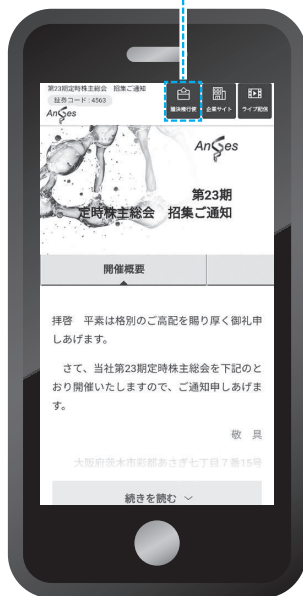 第23期定時株主総会 招集ご通知
証券コード:4563
AnGes
議決権行使
企業サイト
ライブ配信
AnGes
第23期
定時株主総会 招集ご通知
開催概要
拝啓 平素は格別のご高配を賜り厚く御礼申
しあげます。
さて、当社第23期定時株主総会を下記のと
おり開催いたしますので、ご通知申しあげま
す。
敬 具
大阪府茨木市彩都あさぎ七丁目7番15号
続きを読む